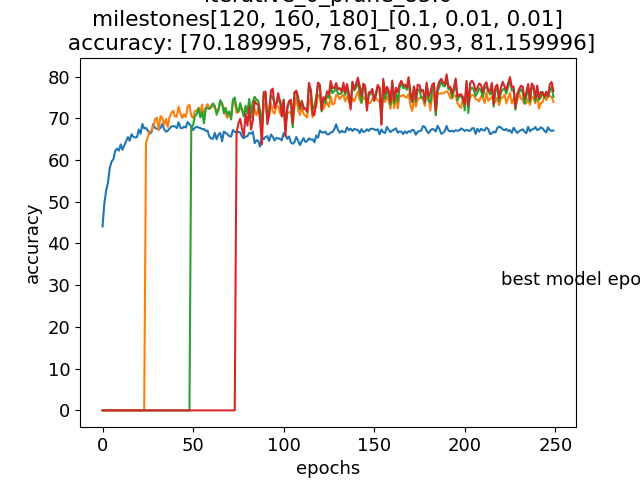 iterative_0_prune_85.0
milestones[120, 160, 180]_[0.1, 0.01, 0.01]
accuracy: [70.189995, 78.61, 80.93, 81.159996]
80
70
60
50
40
30
20
10
0
accuracy
best model epo
0 50 100 150 200 250
epochs